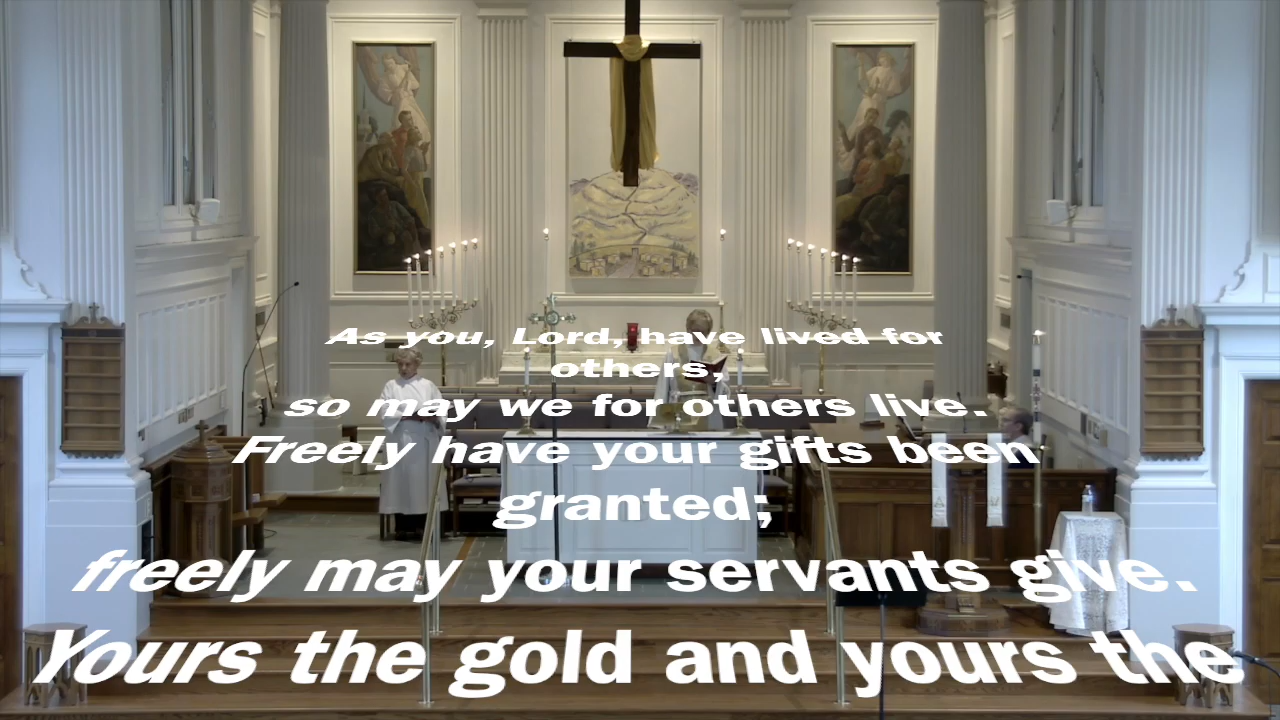 As you, Lord, have lived for
others,
so may we for others live.
Freely have your gifts been
granted;
freely may your servants give.
Yours the gold and yours the